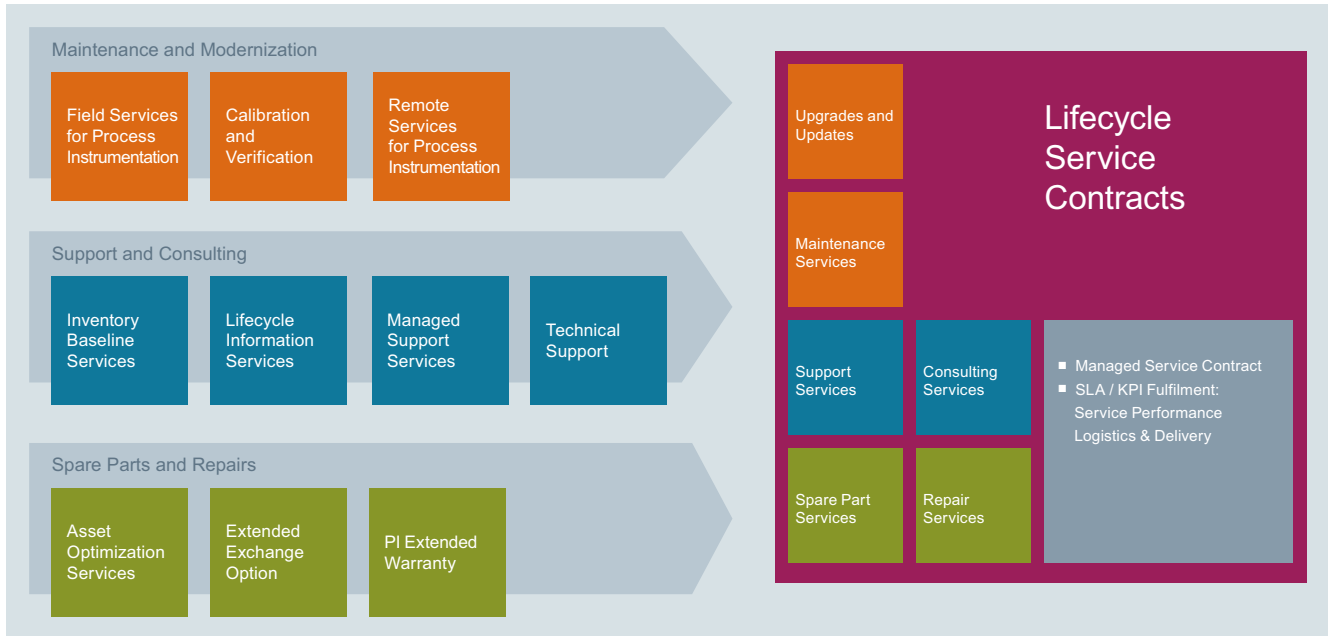 Maintenance and Modernization
Field Services
for Process
Instrumentation
Calibration
and
Verification
Remote
Services
for Process
Instrumentation
Support and Consulting
Inventory
Baseline
Services
Lifecycle
Information
Services
Managed
Support
Services
Technical
Support
Spare Parts and Repairs
Asset
Optimization
Services
Extended
Exchange
Option
PI Extended
Warranty
Lifecycle
Service
Contracts
Upgrades and
Updates
Maintenance
Services
Support
Services
Consulting
Services
■ Managed Service Contract
■ SLA / KPI Fulfilment:
Service Performance
Logistics & Delivery
Spare Part
Services
Repair
Services